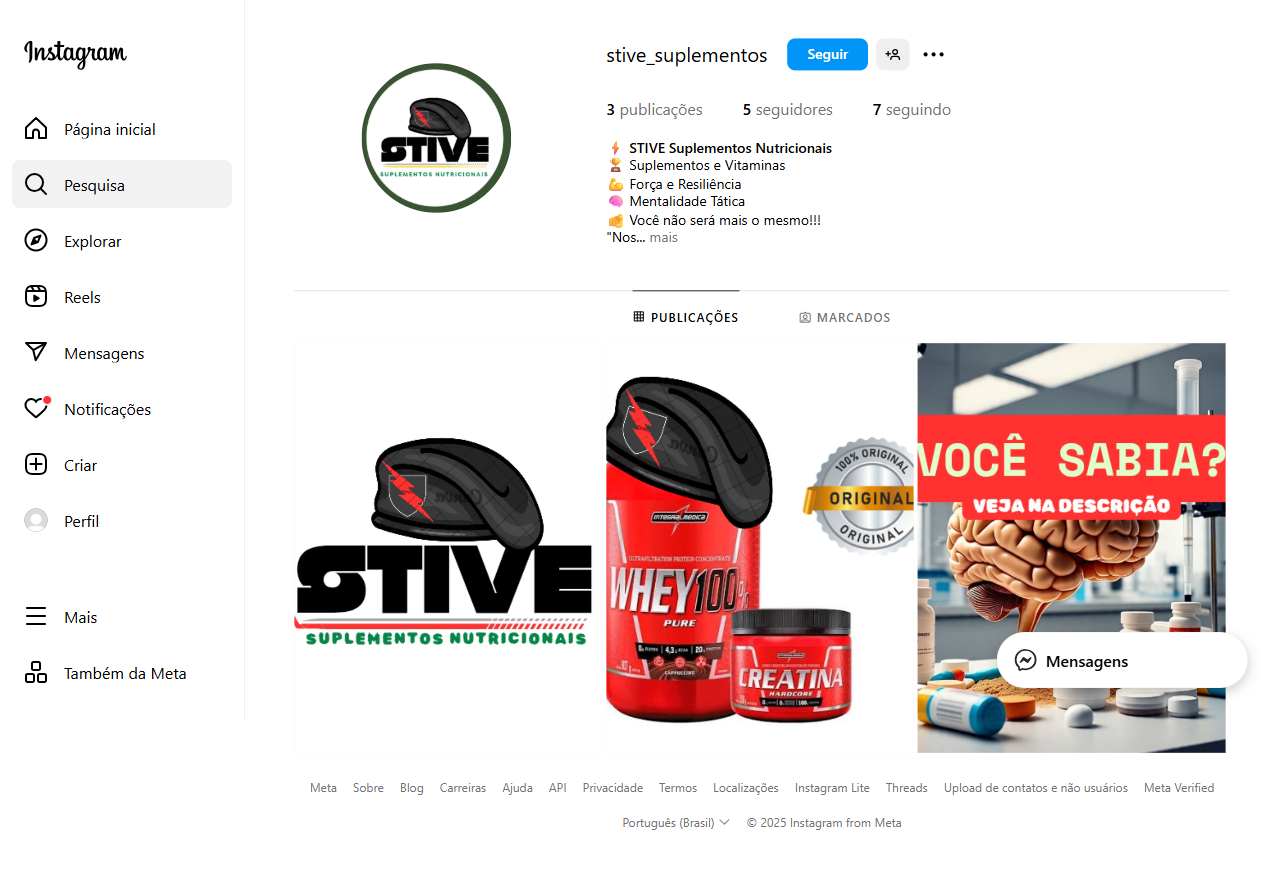 Instagram
Página inicial
Pesquisa
Explorar
Reels
Mensagens
Notificações
Criar
Perfil
Mais
Também da Meta
STIVE
SUPLEMENTOS NUTRICIONAIS
stive_suplementos
Seguir
3 publicações 5 seguidores 7 seguindo
⚡ STIVE Suplementos Nutricionais
🏆 Suplementos e Vitaminas
💪 Força e Resiliência
🧠 Mentalidade Tática
🫵 Você não será mais o mesmo!!!
"Nos... mais
PUBLICAÇÕES MARCADOS
STIVE
SUPLEMENTOS NUTRICIONAIS
100% ORIGINAL
ORIGINAL
ORIGINAL
INTEGRALMEDICA
ULTRAFILTRATION PROTEIN CONCENTRATE
WHEY100%
PURE
CAPPUCCINO
CREATINA
HARDCORE
VOCÊ SABIA?
VEJA NA DESCRIÇÃO
Mensagens
Meta Sobre Blog Carreiras Ajuda API Privacidade Termos Localizações Instagram Lite Threads Upload de contatos e não usuários Meta Verified
Português (Brasil) © 2025 Instagram from Meta